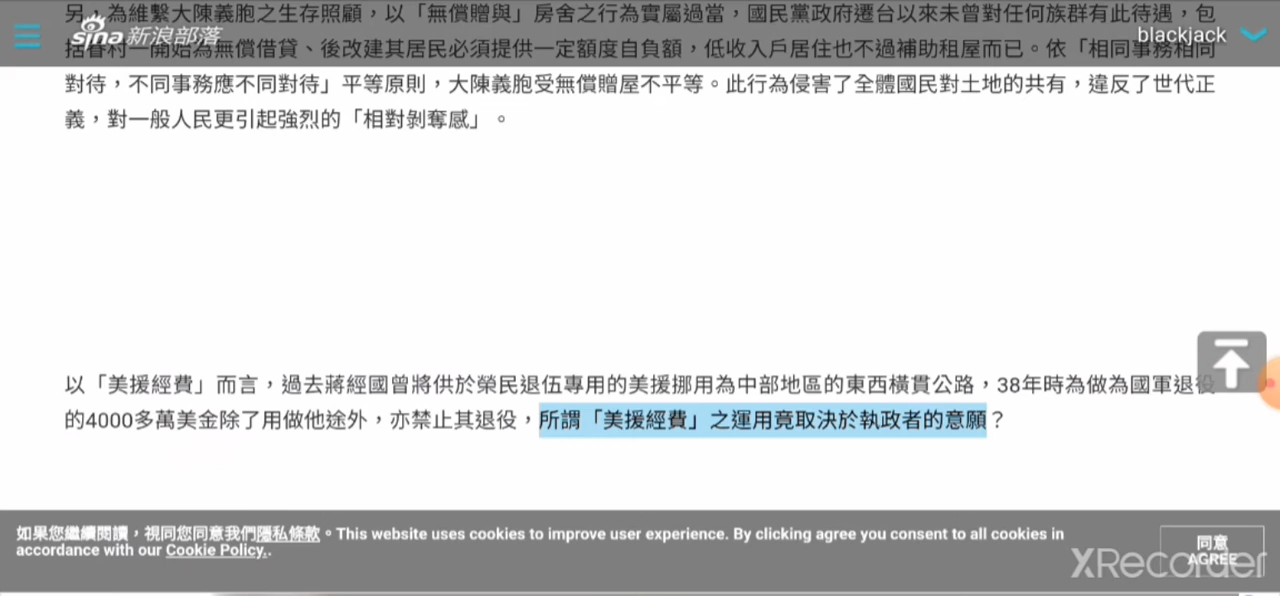 另，為維繫大陳義胞之生存照顧，以「無償贈與」房舍之行為實屬過當，國民黨政府遷台以來未曾對任何族群有此待遇，包
sina新浪部落
blackjack
括眷村一開始為無償借貸、後改建其居民必須提供一定額度自負額，低收入戶居住也不過補助租屋而已。依「相同事務相同
對待，不同事務應不同對待」平等原則，大陳義胞受無償贈屋不平等。此行為侵害了全體國民對土地的共有，違反了世代正
義，對一般人民更引起強烈的「相對剝奪感」。
以「美援經費」而言，過去蔣經國曾將供於榮民退伍專用的美援挪用為中部地區的東西橫貫公路，38年時為做為國軍退役
的4000多萬美金除了用做他途外，亦禁止其退役，所謂「美援經費」之運用竟取決於執政者的意願？
如果您繼續閱讀，視同您同意我們隱私條款。This website uses cookies to improve user experience. By clicking agree you consent to all cookies in
accordance with our Cookie Policy..
同意
AGREE
XRecorder